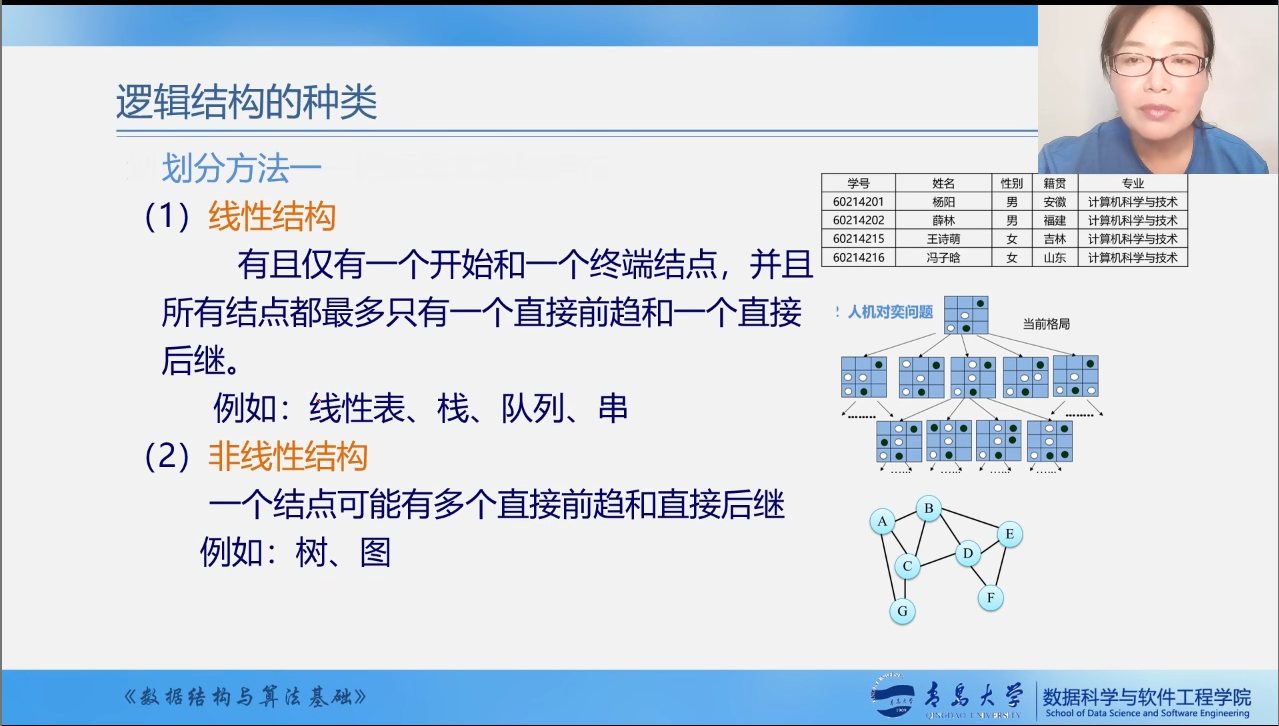 逻辑结构的种类
划分方法一
（1）线性结构
有且仅有一个开始和一个终端结点，并且
所有结点都最多只有一个直接前趋和一个直接
后继。
例如：线性表、栈、队列、串
（2）非线性结构
一个结点可能有多个直接前趋和直接后继
例如：树、图
学号 姓名 性别 籍贯 专业
60214201 杨阳 男 安徽 计算机科学与技术
60214202 薛林 男 福建 计算机科学与技术
60214215 王诗萌 女 吉林 计算机科学与技术
60214216 冯子晗 女 山东 计算机科学与技术
人机对奕问题
当前格局
........ ........
...... ...... ...... ......
A B E
C D
G F
《数据结构与算法基础》
青岛大学
QINGDAO UNIVERSITY
数据科学与软件工程学院
School of Data Science and Software Engineering